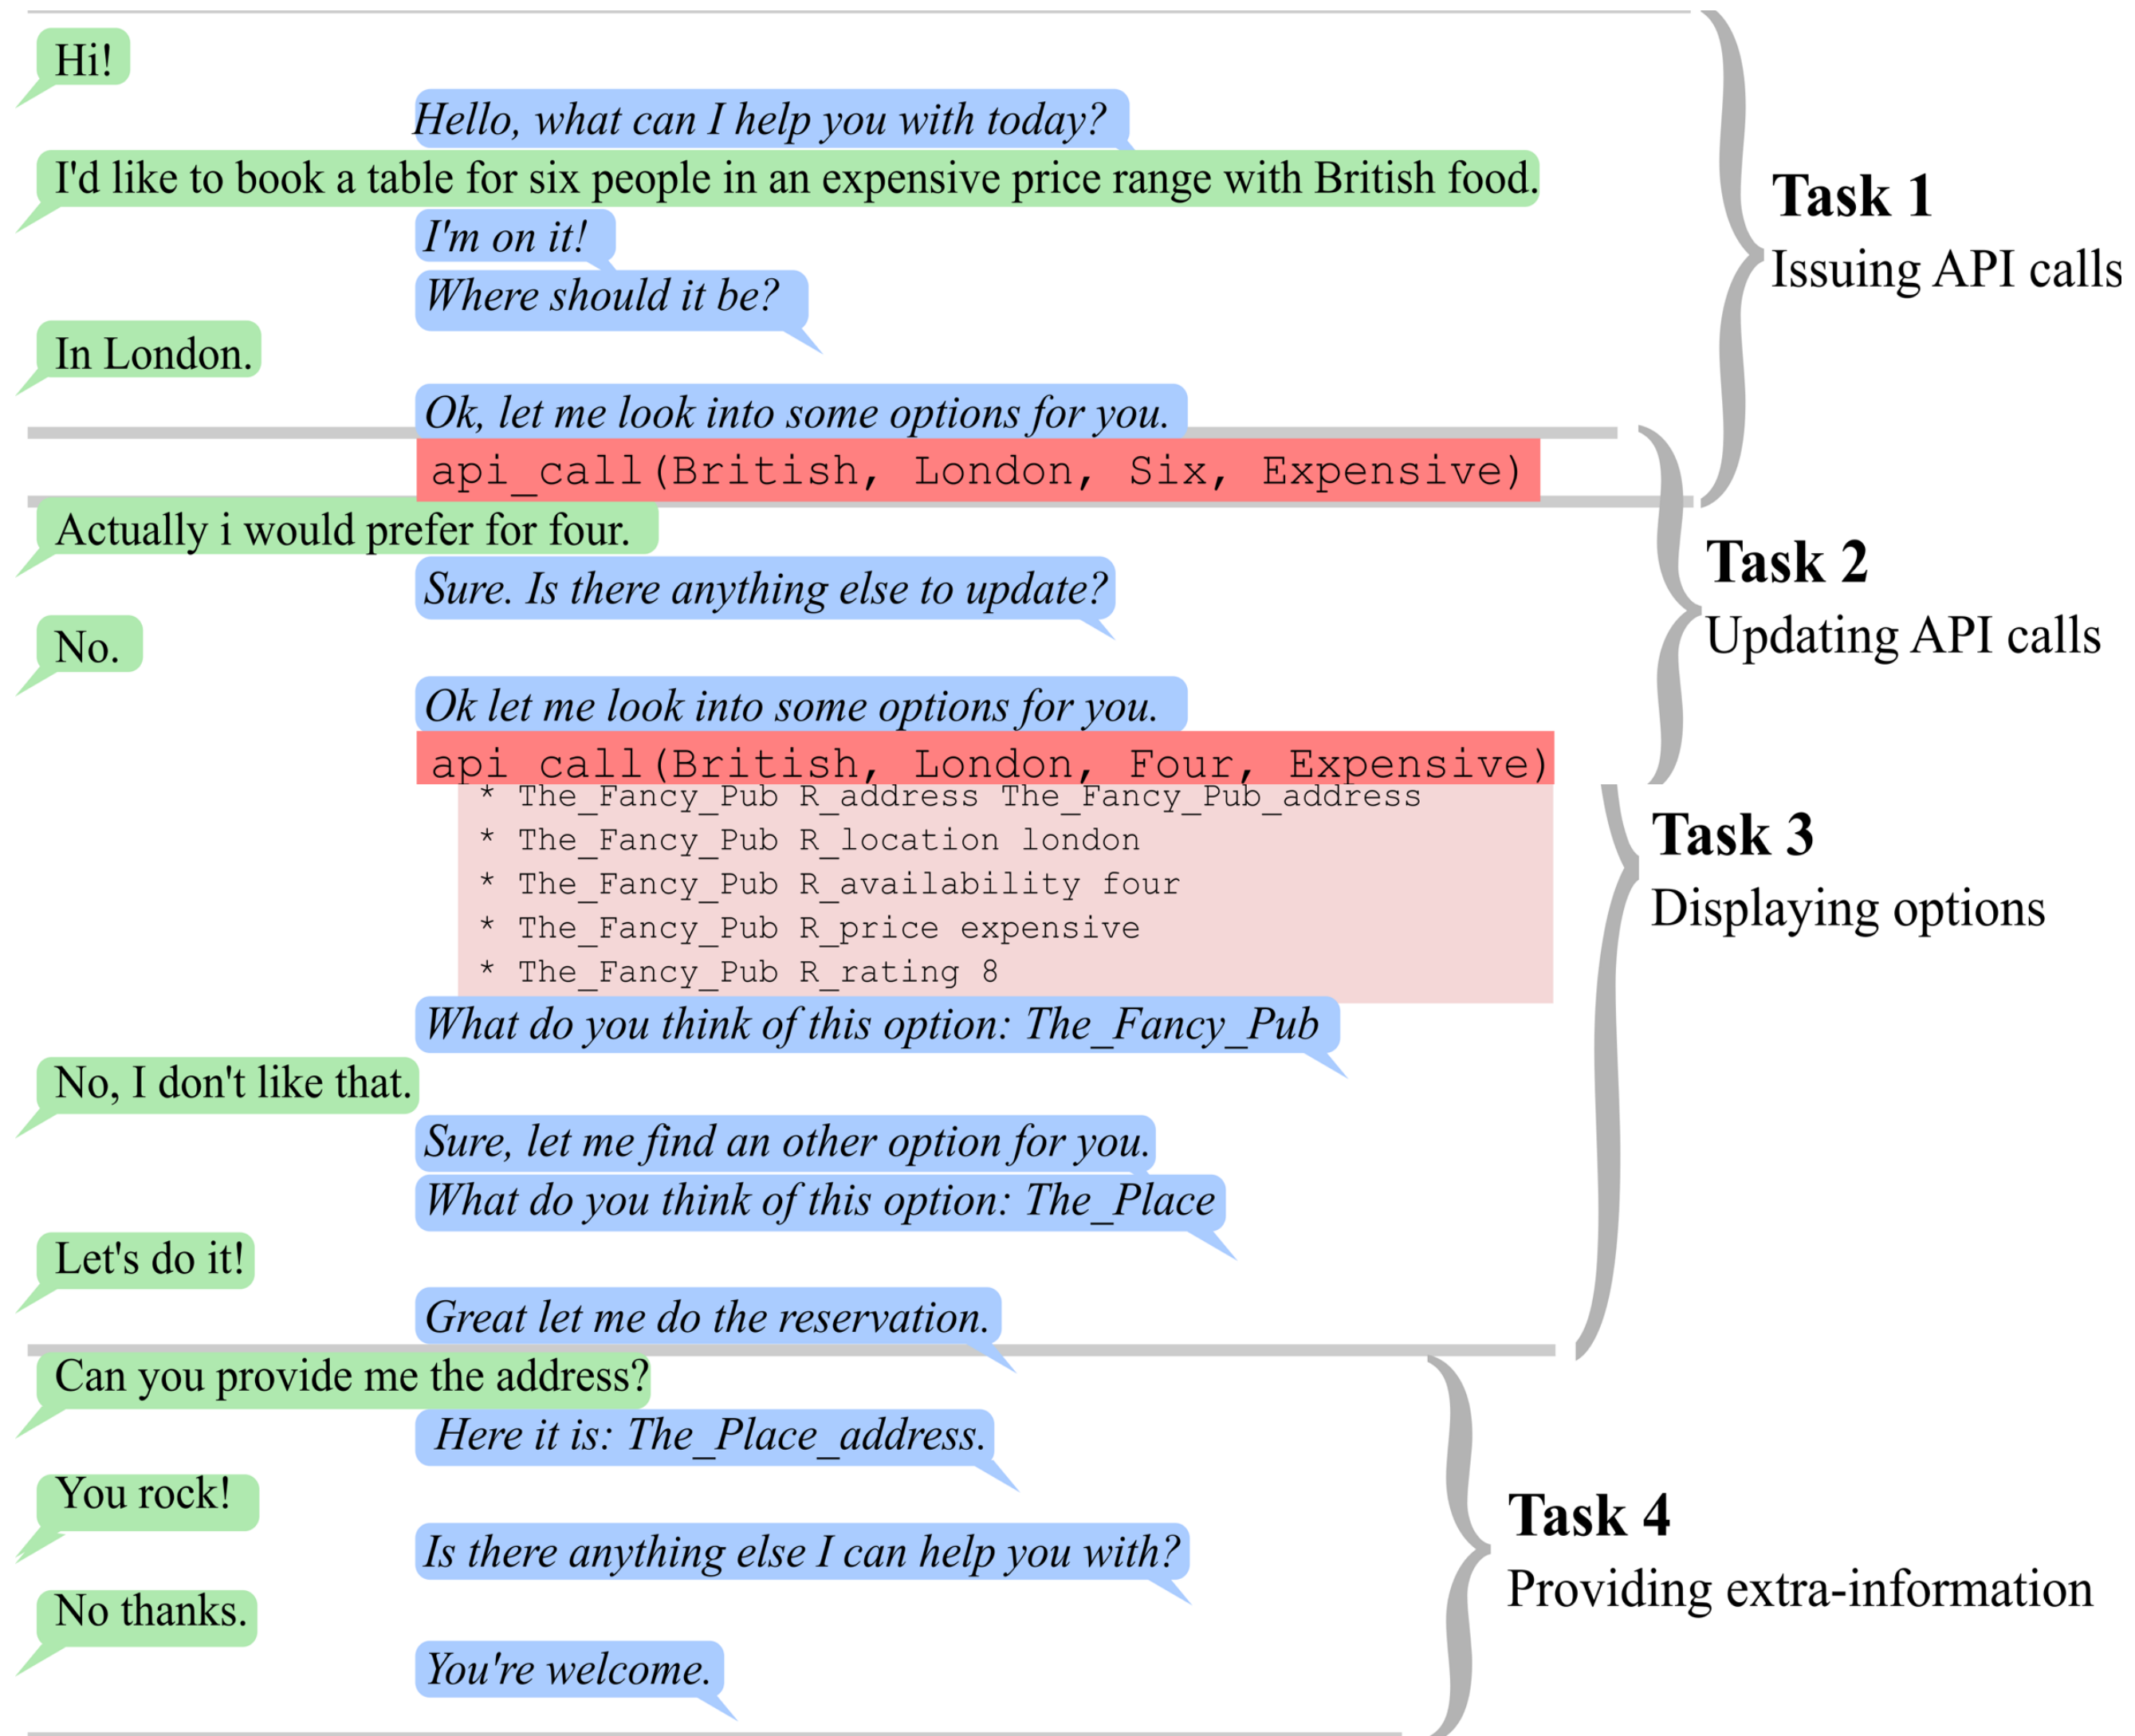 Hi!
Hello, what can I help you with today?
I'd like to book a table for six people in an expensive price range with British food.
I'm on it!
Where should it be?
In London.
Ok, let me look into some options for you.
api_call(British, London, Six, Expensive)
Task 1
Issuing API calls
Actually i would prefer for four.
Sure. Is there anything else to update?
No.
Ok let me look into some options for you.
api call(British, London, Four, Expensive)
Task 2
Updating API calls
* The_Fancy_Pub R_address The_Fancy_Pub_address
* The_Fancy_Pub R_location london
* The_Fancy_Pub R_availability four
* The_Fancy_Pub R_price expensive
* The_Fancy_Pub R_rating 8
What do you think of this option: The_Fancy_Pub
No, I don't like that.
Sure, let me find an other option for you.
What do you think of this option: The_Place
Let's do it!
Great let me do the reservation.
Task 3
Displaying options
Can you provide me the address?
Here it is: The_Place_address.
You rock!
Is there anything else I can help you with?
No thanks.
You're welcome.
Task 4
Providing extra-information